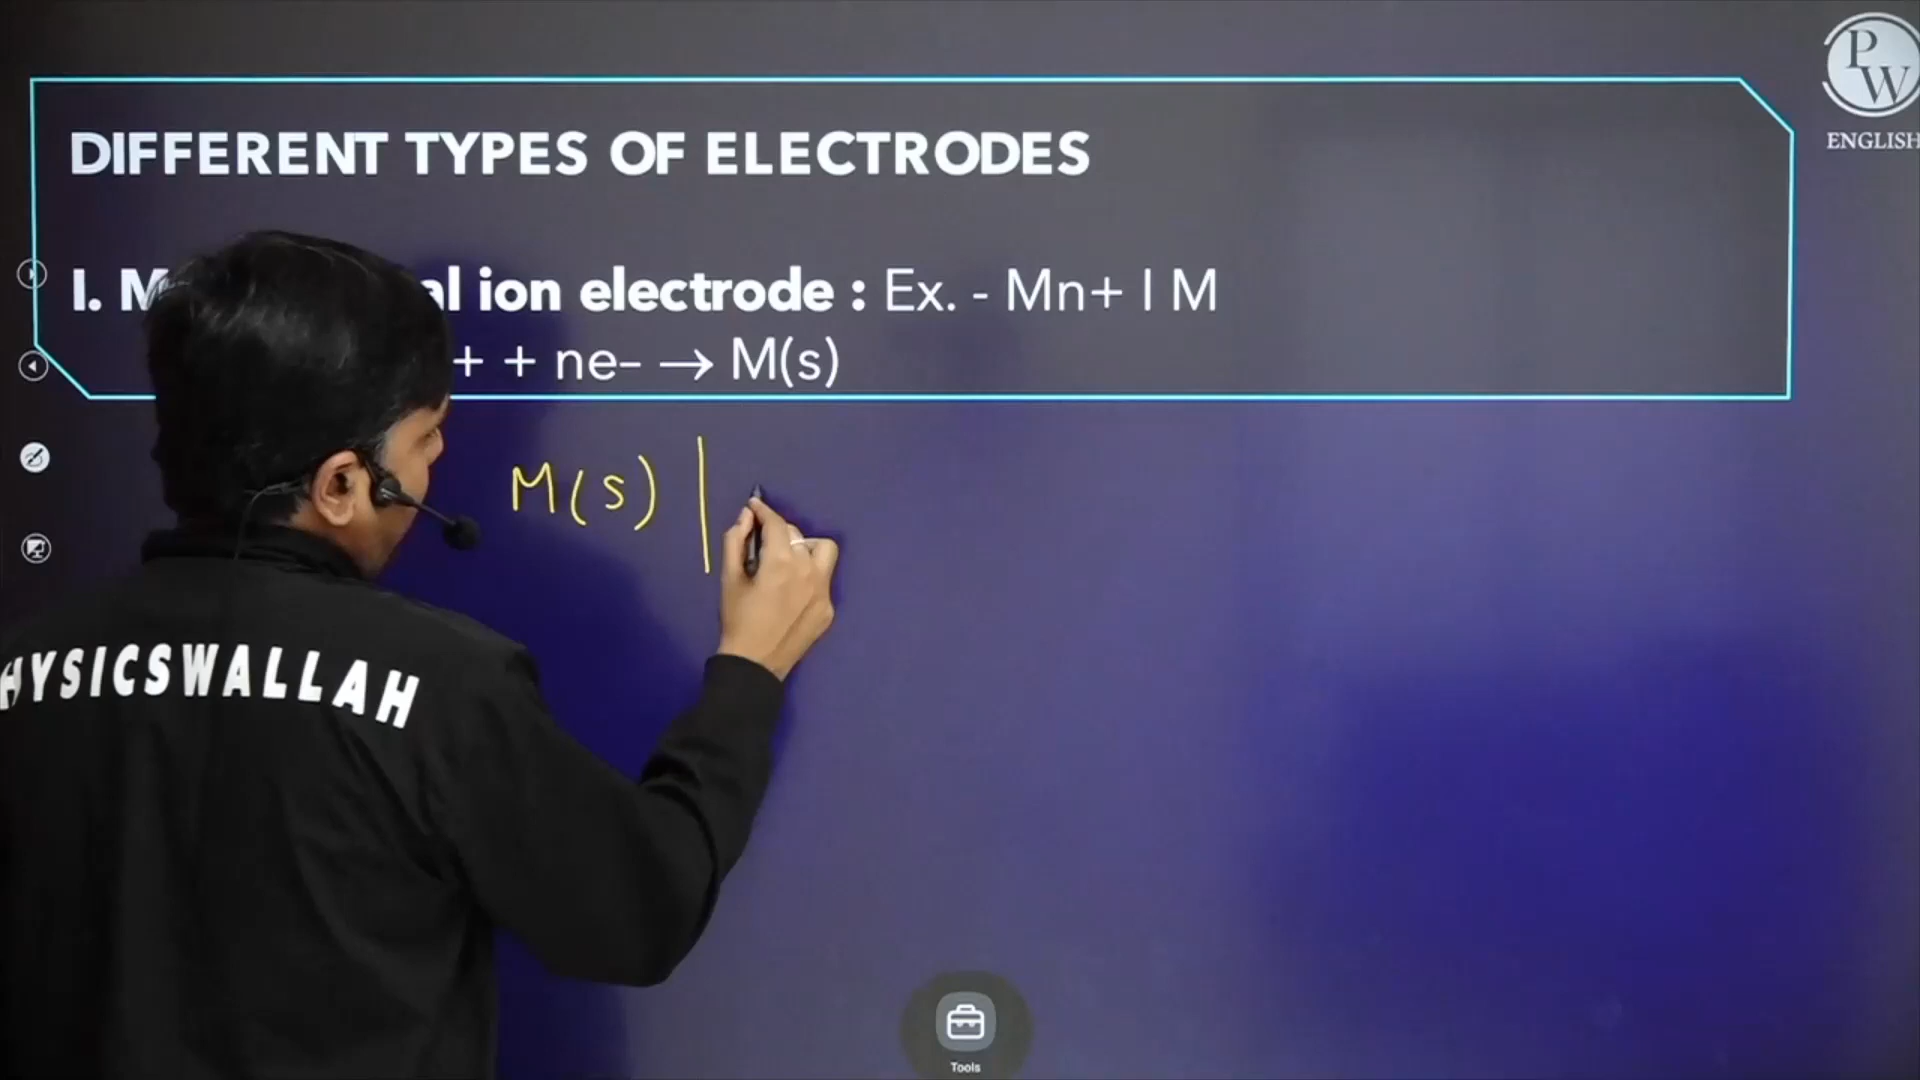 P
W
ENGLISH
DIFFERENT TYPES OF ELECTRODES
I. al ion electrode : Ex. - Mn+ I M
+ + ne- → M(s)
M(s) |
HYSICSWALLAH
Tools